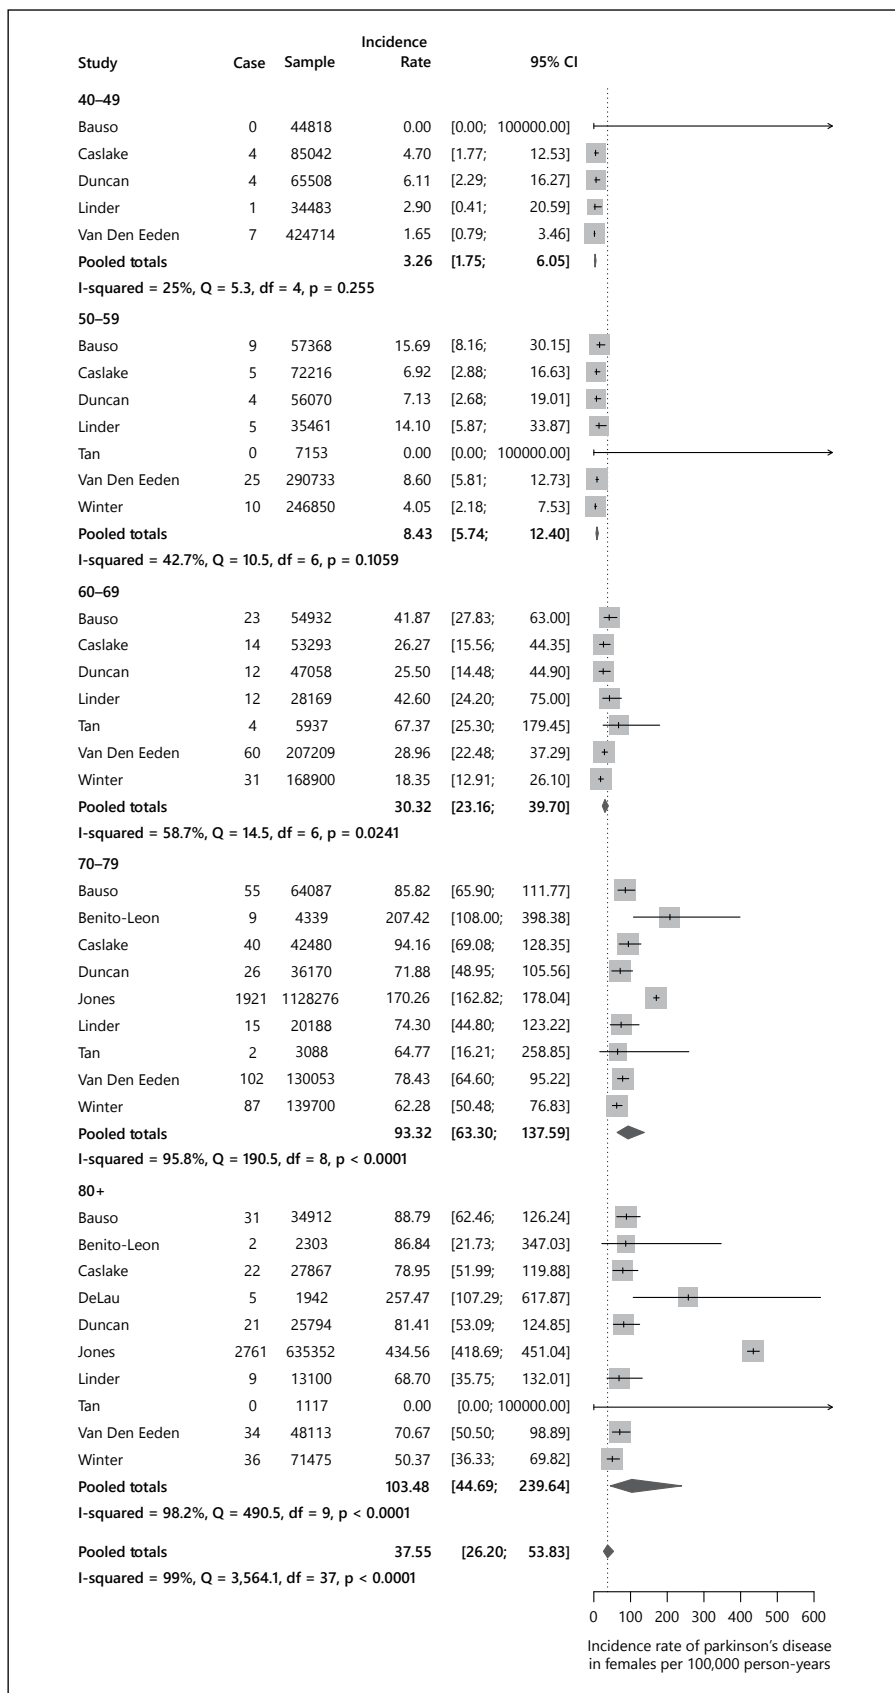 Incidence
Study Case Sample Rate 95% CI
40–49
Bauso 0 44818 0.00 [0.00; 100000.00]
Caslake 4 85042 4.70 [1.77; 12.53]
Duncan 4 65508 6.11 [2.29; 16.27]
Linder 1 34483 2.90 [0.41; 20.59]
Van Den Eeden 7 424714 1.65 [0.79; 3.46]
Pooled totals 3.26 [1.75; 6.05]
I-squared = 25%, Q = 5.3, df = 4, p = 0.255
50–59
Bauso 9 57368 15.69 [8.16; 30.15]
Caslake 5 72216 6.92 [2.88; 16.63]
Duncan 4 56070 7.13 [2.68; 19.01]
Linder 5 35461 14.10 [5.87; 33.87]
Tan 0 7153 0.00 [0.00; 100000.00]
Van Den Eeden 25 290733 8.60 [5.81; 12.73]
Winter 10 246850 4.05 [2.18; 7.53]
Pooled totals 8.43 [5.74; 12.40]
I-squared = 42.7%, Q = 10.5, df = 6, p = 0.1059
60–69
Bauso 23 54932 41.87 [27.83; 63.00]
Caslake 14 53293 26.27 [15.56; 44.35]
Duncan 12 47058 25.50 [14.48; 44.90]
Linder 12 28169 42.60 [24.20; 75.00]
Tan 4 5937 67.37 [25.30; 179.45]
Van Den Eeden 60 207209 28.96 [22.48; 37.29]
Winter 31 168900 18.35 [12.91; 26.10]
Pooled totals 30.32 [23.16; 39.70]
I-squared = 58.7%, Q = 14.5, df = 6, p = 0.0241
70–79
Bauso 55 64087 85.82 [65.90; 111.77]
Benito-Leon 9 4339 207.42 [108.00; 398.38]
Caslake 40 42480 94.16 [69.08; 128.35]
Duncan 26 36170 71.88 [48.95; 105.56]
Jones 1921 1128276 170.26 [162.82; 178.04]
Linder 15 20188 74.30 [44.80; 123.22]
Tan 2 3088 64.77 [16.21; 258.85]
Van Den Eeden 102 130053 78.43 [64.60; 95.22]
Winter 87 139700 62.28 [50.48; 76.83]
Pooled totals 93.32 [63.30; 137.59]
I-squared = 95.8%, Q = 190.5, df = 8, p < 0.0001
80+
Bauso 31 34912 88.79 [62.46; 126.24]
Benito-Leon 2 2303 86.84 [21.73; 347.03]
Caslake 22 27867 78.95 [51.99; 119.88]
DeLau 5 1942 257.47 [107.29; 617.87]
Duncan 21 25794 81.41 [53.09; 124.85]
Jones 2761 635352 434.56 [418.69; 451.04]
Linder 9 13100 68.70 [35.75; 132.01]
Tan 0 1117 0.00 [0.00; 100000.00]
Van Den Eeden 34 48113 70.67 [50.50; 98.89]
Winter 36 71475 50.37 [36.33; 69.82]
Pooled totals 103.48 [44.69; 239.64]
I-squared = 98.2%, Q = 490.5, df = 9, p < 0.0001
Pooled totals 37.55 [26.20; 53.83]
I-squared = 99%, Q = 3,564.1, df = 37, p < 0.0001
0 100 200 300 400 500 600
Incidence rate of parkinson's disease
in females per 100,000 person-years